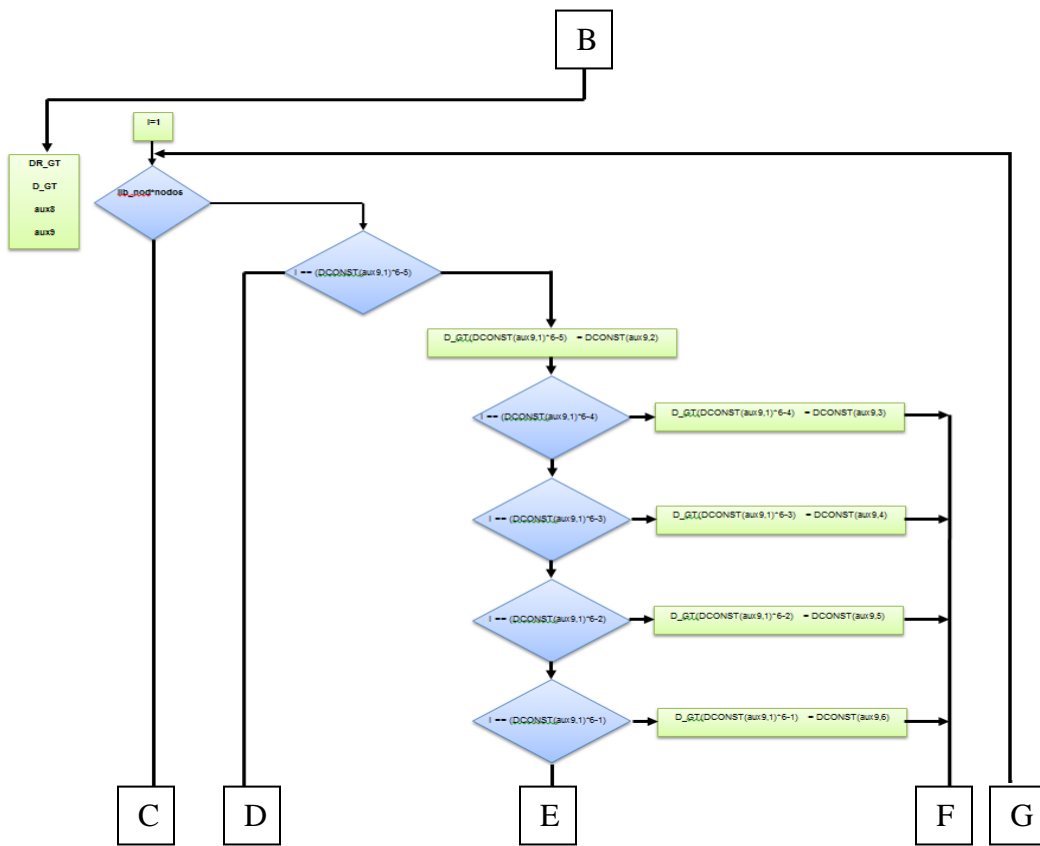 B
I=1
DR_GT
D_GT
aux8
aux9
lib_nod*nodos
I == (DCONST(aux9,1)*6-5)
D_GT(DCONST(aux9,1)*6-5) = DCONST(aux9,2)
I == (DCONST(aux9,1)*6-4)
D_GT(DCONST(aux9,1)*6-4) = DCONST(aux9,3)
I == (DCONST(aux9,1)*6-3)
D_GT(DCONST(aux9,1)*6-3) = DCONST(aux9,4)
I == (DCONST(aux9,1)*6-2)
D_GT(DCONST(aux9,1)*6-2) = DCONST(aux9,5)
I == (DCONST(aux9,1)*6-1)
D_GT(DCONST(aux9,1)*6-1) = DCONST(aux9,6)
C
D
E
F
G